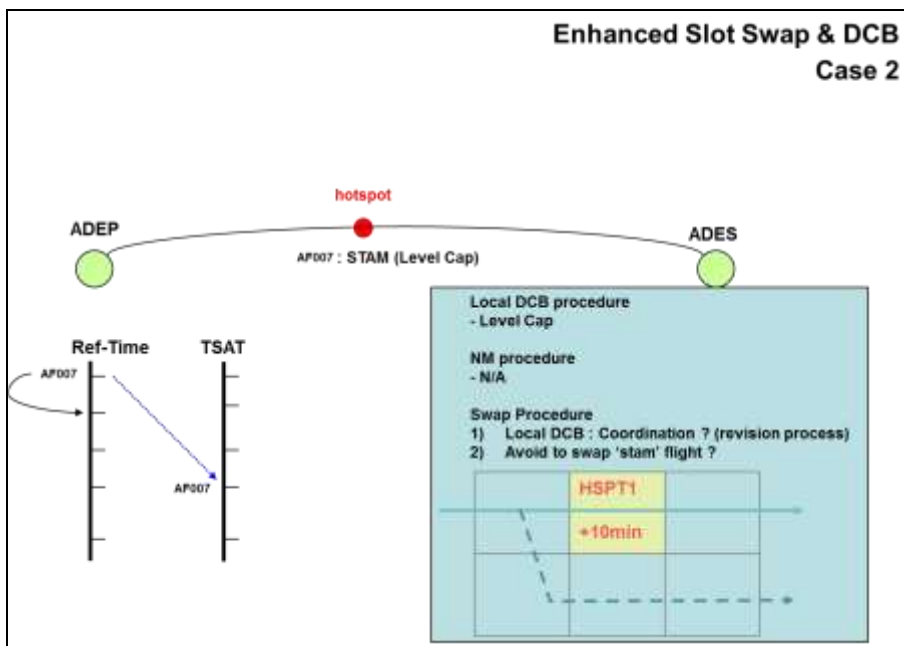 Enhanced Slot Swap & DCB
Case 2
hotspot
ADEP
ADES
AF007 : STAM (Level Cap)
Local DCB procedure
- Level Cap
Ref-Time
TSAT
NM procedure
- N/A
AF007
Swap Procedure
1) Local DCB : Coordination ? (revision process)
2) Avoid to swap 'stam' flight ?
AF007
HSPT1
+10min